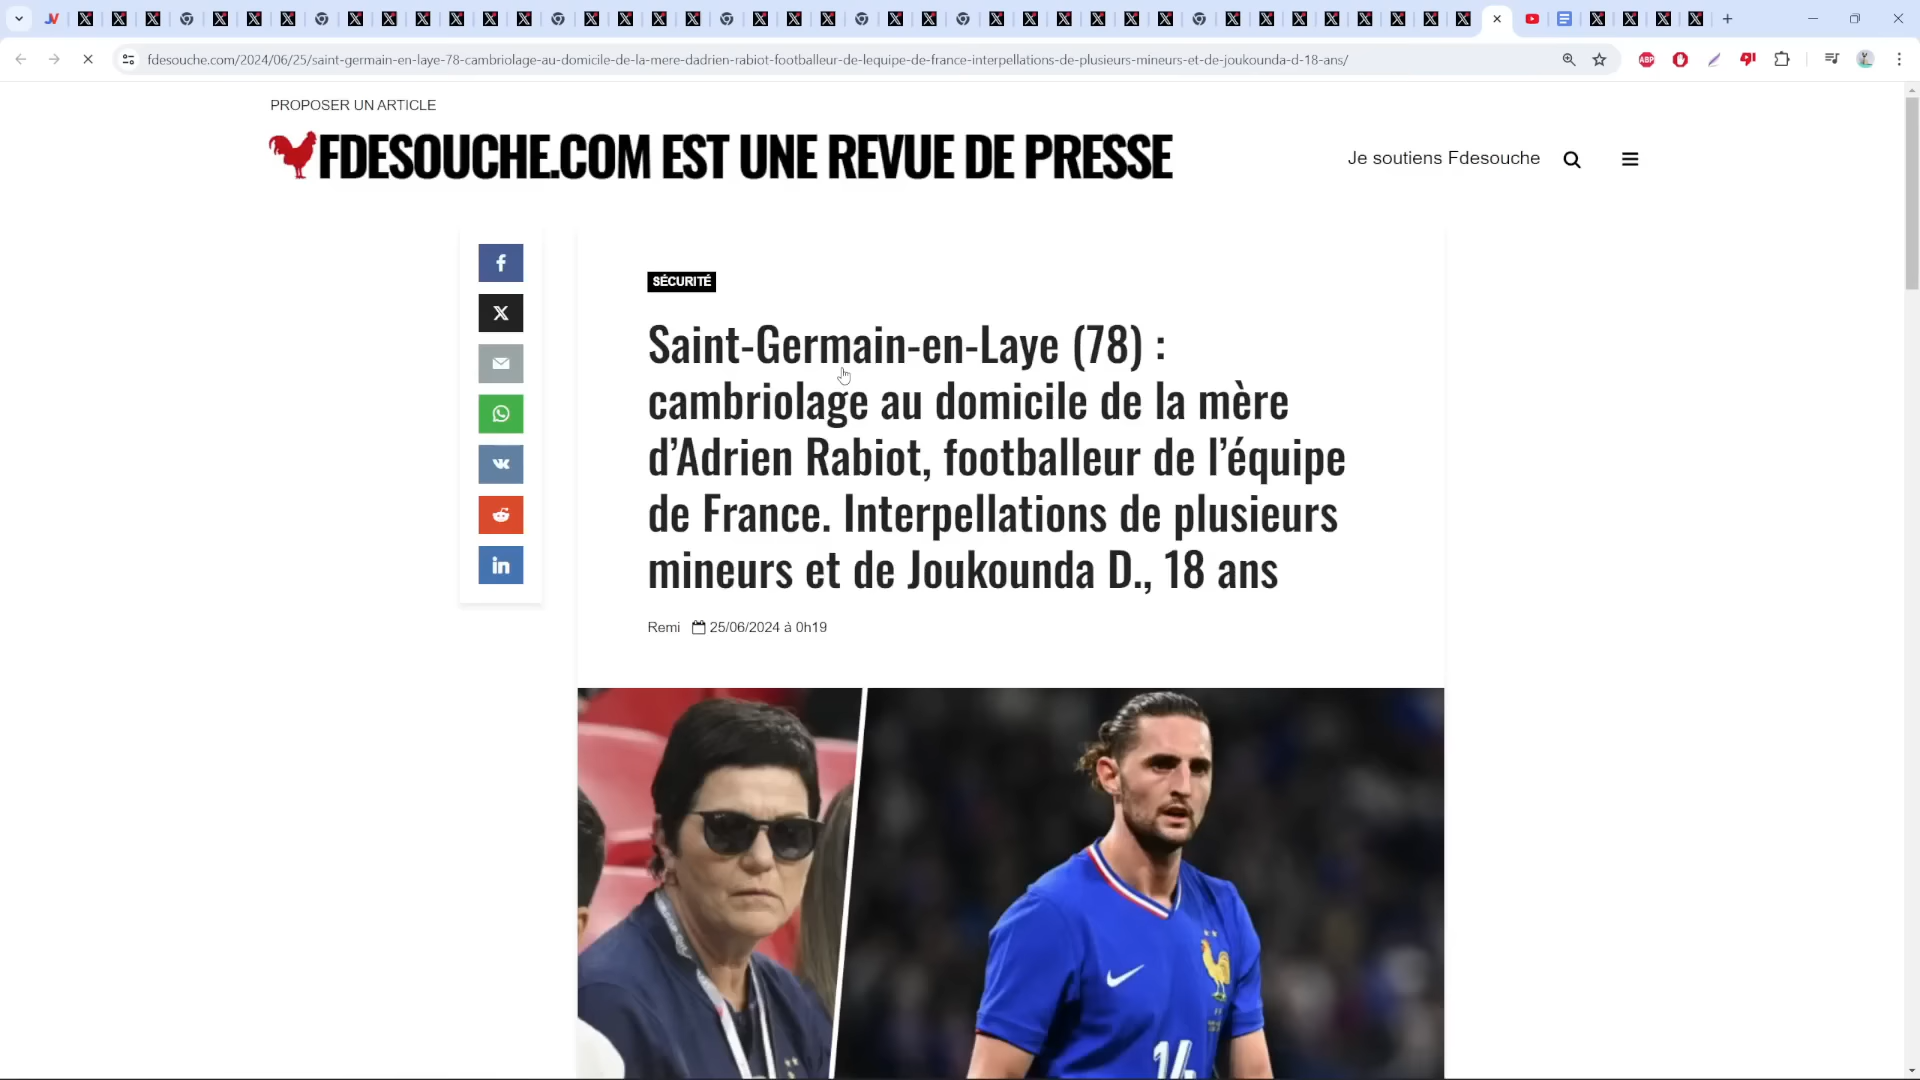 fdesouche.com/2024/06/25/saint-germain-en-laye-78-cambriolage-au-domicile-de-la-mere-dadrien-rabiot-footballeur-de-lequipe-de-france-interpellations-de-plusieurs-mineurs-et-de-joukounda-d-18-ans/
ABP
PROPOSER UN ARTICLE
FDESOUCHE.COM EST UNE REVUE DE PRESSE
Je soutiens Fdesouche
SÉCURITÉ
Saint-Germain-en-Laye (78) :
cambriolage au domicile de la mère
d’Adrien Rabiot, footballeur de l’équipe
de France. Interpellations de plusieurs
mineurs et de Joukounda D., 18 ans
Remi 25/06/2024 à 0h19
14